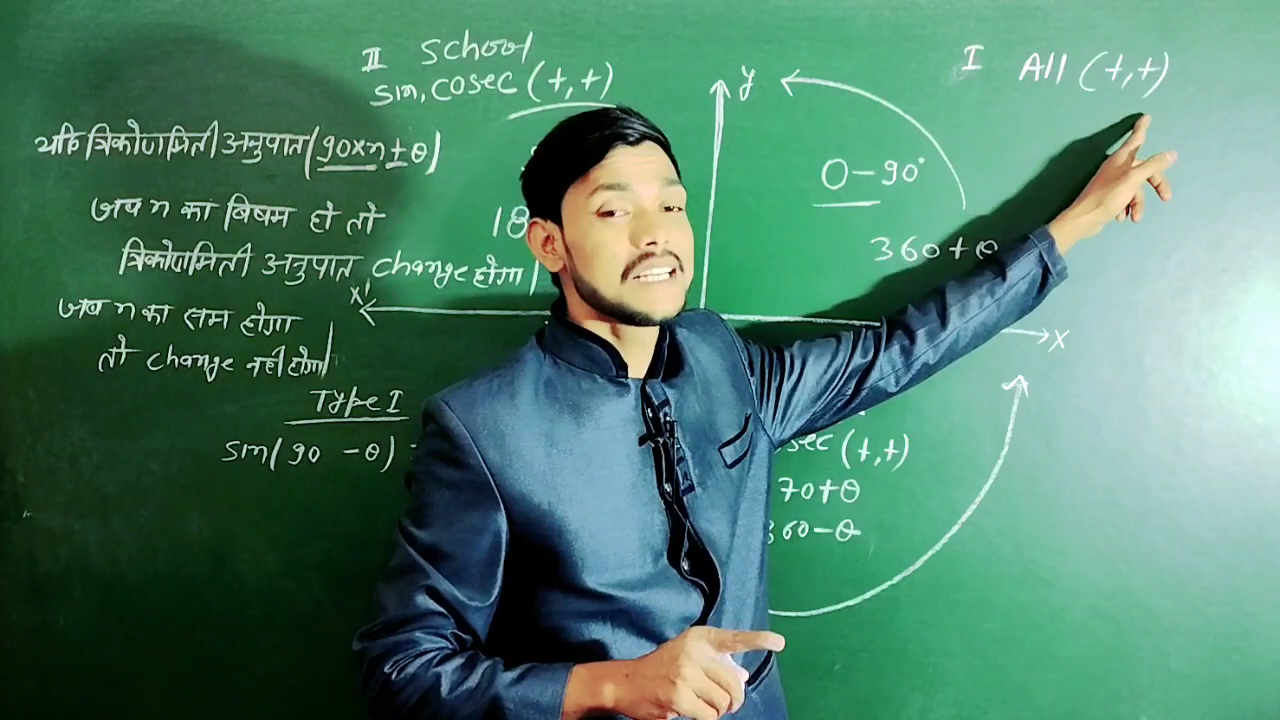 II School
sin, cosec (+,+)
यदि त्रिकोणमिती अनुपात (90×n ± θ)
जब n का बिषम हो तो
त्रिकोणमिती अनुपात change होगा
जब n का सम होगा
तो change नही होगा
Type I
sin(90 -θ)
18
X'
y
I All (+,+)
0-90°
360+θ
X
sec (+,+)
70+θ
360-θ